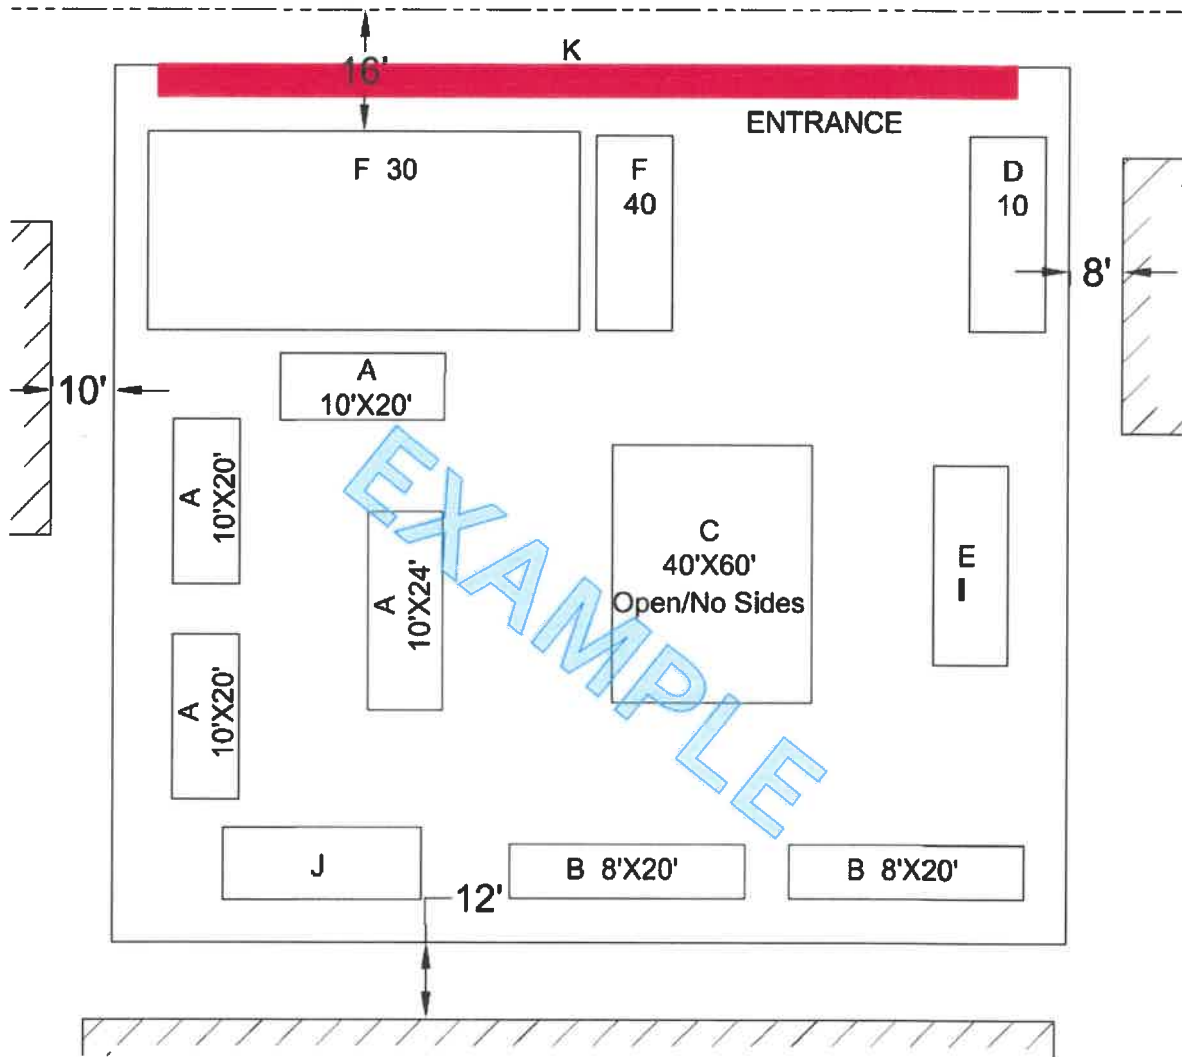 K
16'
ENTRANCE
F 30
F
40
D
10
8'
10'
A
10'X20'
A
10'X20'
EXAMPLE
A
10'X24'
C
40'X60'
Open/No Sides
E
I
A
10'X20'
J
12'
B 8'X20'
B 8'X20'